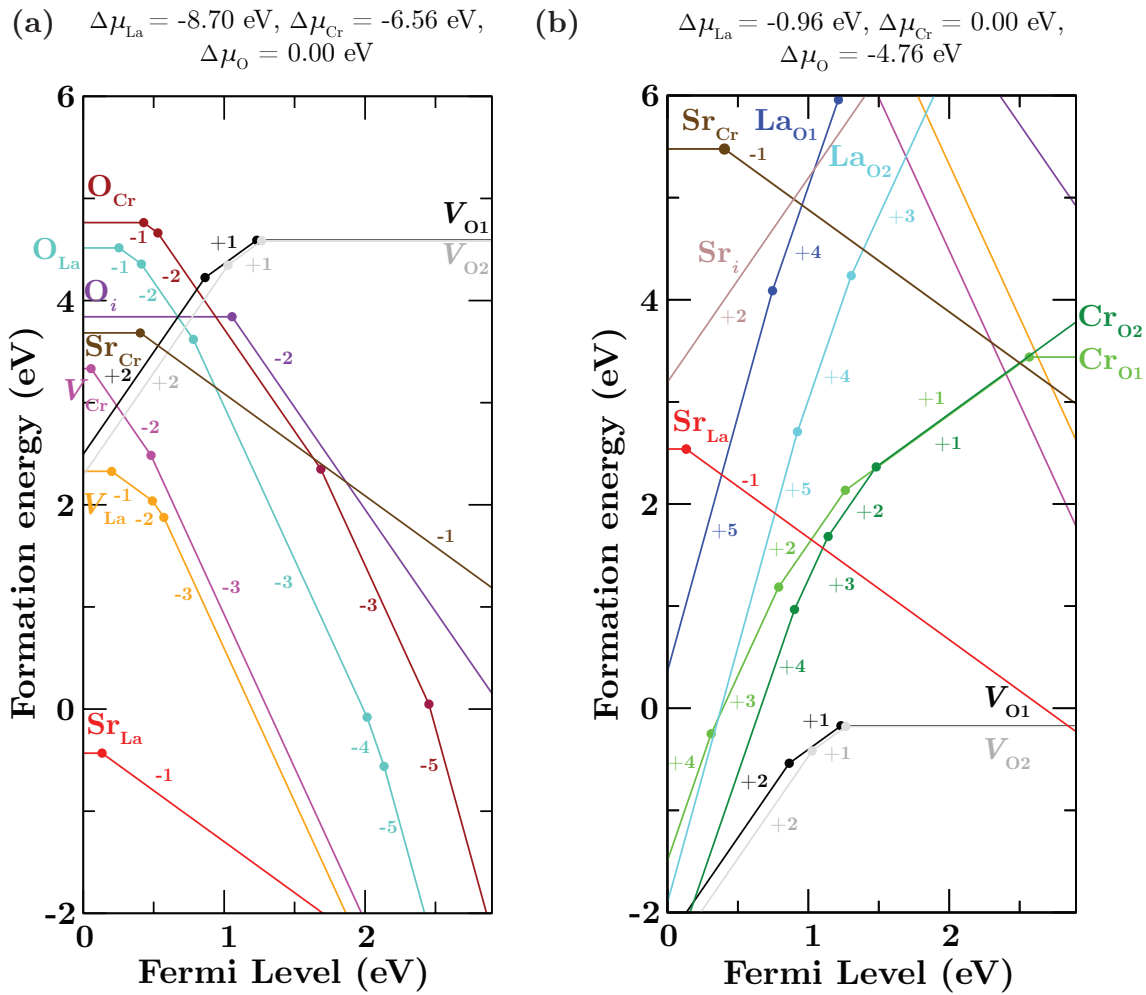 (a) Δμ_La = -8.70 eV, Δμ_Cr = -6.56 eV,
Δμ_O = 0.00 eV
6
4
2
0
-2
Formation energy (eV)
O_Cr
-1
-2
-3
-5
O_La
-1
-2
-3
-4
-5
O_i
-2
Sr_Cr
-1
V_Cr
-2
-3
V_La
-1
-2
-3
Sr_La
-1
V_O1
+1
+2
V_O2
+1
+2
0
1
2
Fermi Level (eV)
(b) Δμ_La = -0.96 eV, Δμ_Cr = 0.00 eV,
Δμ_O = -4.76 eV
6
4
2
0
-2
Formation energy (eV)
Sr_Cr
-1
La_O1
+4
+5
La_O2
+3
+4
+5
Sr_i
+2
Cr_O2
+1
+2
+3
+4
Cr_O1
+1
+2
+3
+4
Sr_La
-1
V_O1
+1
+2
V_O2
+1
+2
0
1
2
Fermi Level (eV)